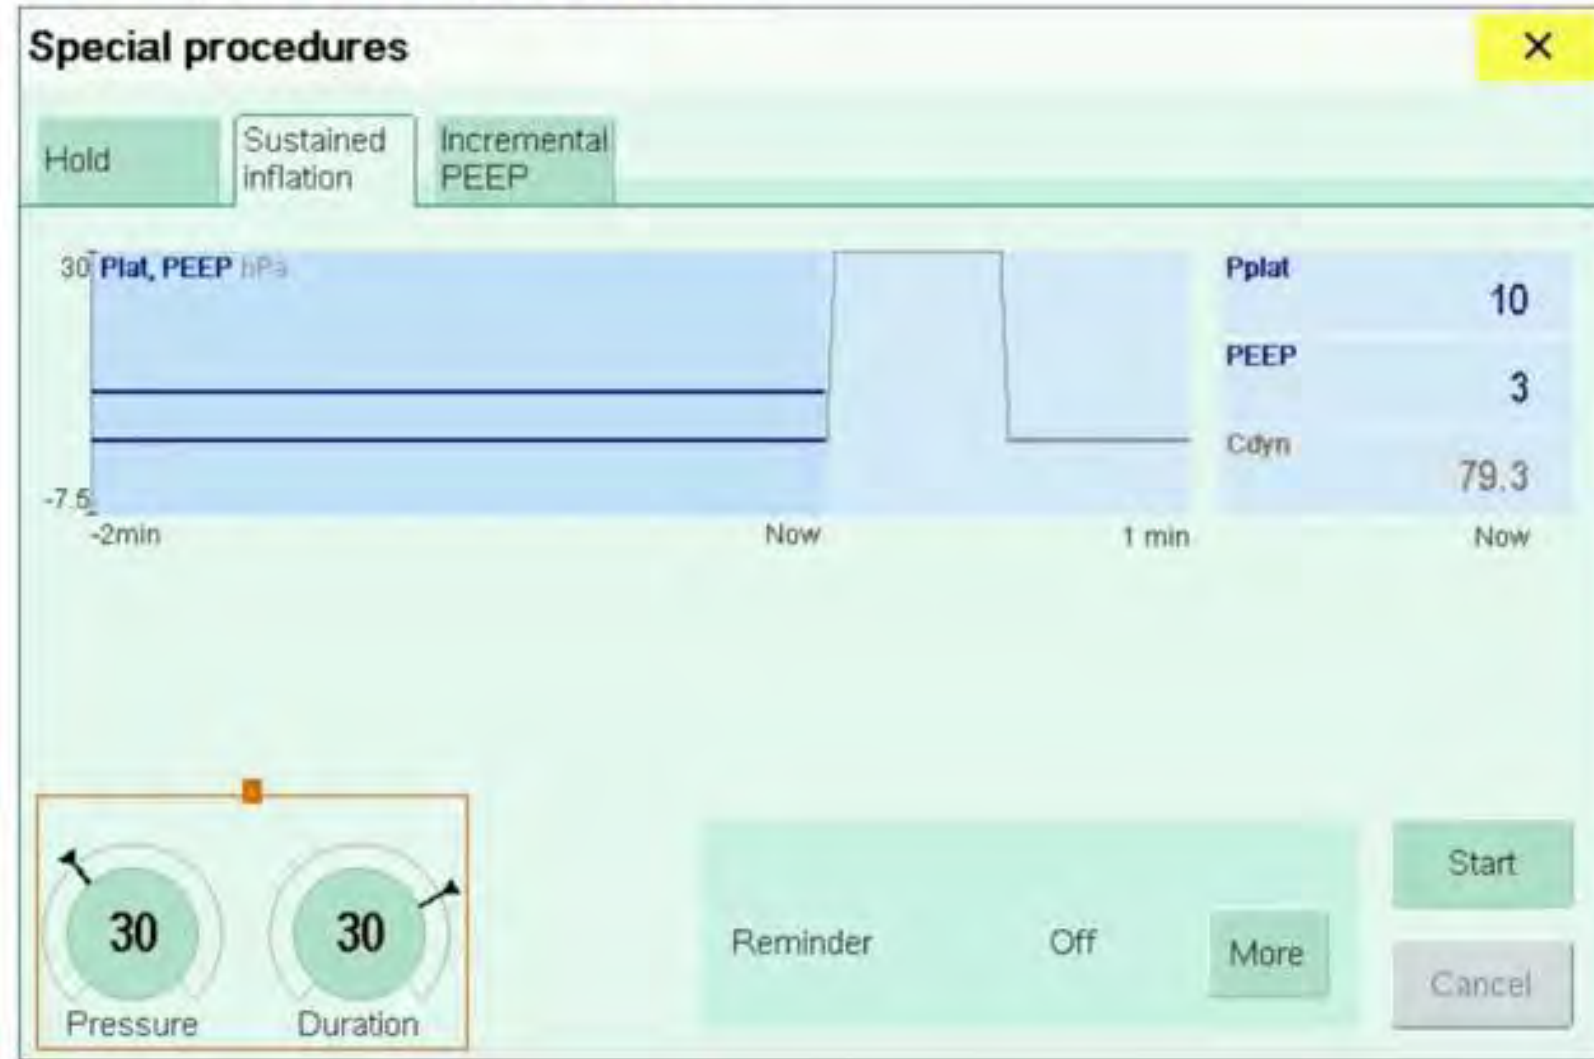 Special procedures
Hold
Sustained
inflation
Incremental
PEEP
30
Plat, PEEP hPa
-7.5
-2min
Now
1 min
Pplat
10
PEEP
3
Cdyn
79.3
Now
30
Pressure
30
Duration
Reminder Off
More
Start
Cancel